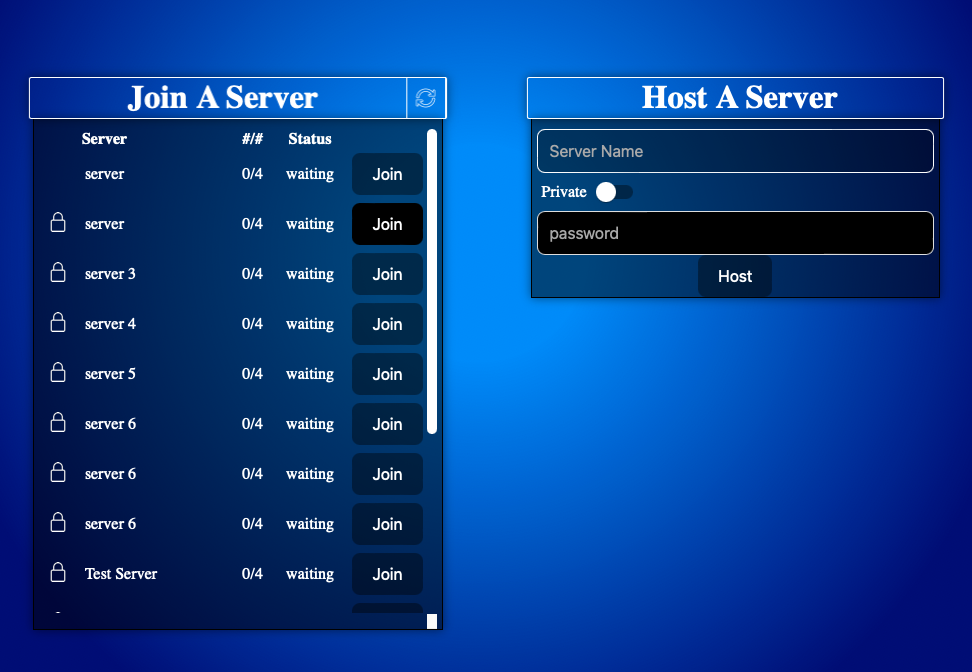 Join A Server
Server #/# Status
server 0/4 waiting Join
server 0/4 waiting Join
server 3 0/4 waiting Join
server 4 0/4 waiting Join
server 5 0/4 waiting Join
server 6 0/4 waiting Join
server 6 0/4 waiting Join
server 6 0/4 waiting Join
Test Server 0/4 waiting Join
Host A Server
Server Name
Private
password
Host